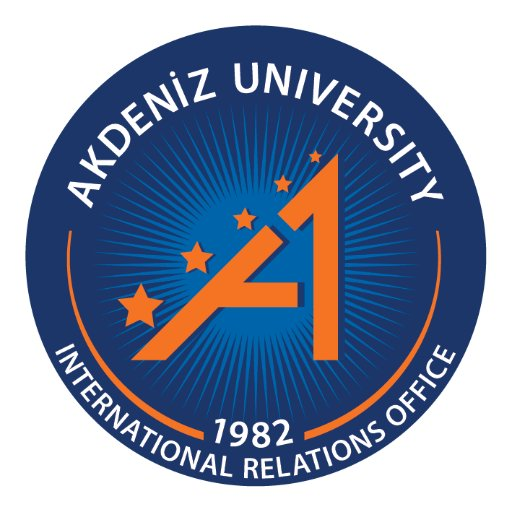 AKDENİZ UNIVERSITY
A
1982
INTERNATIONAL RELATIONS OFFICE